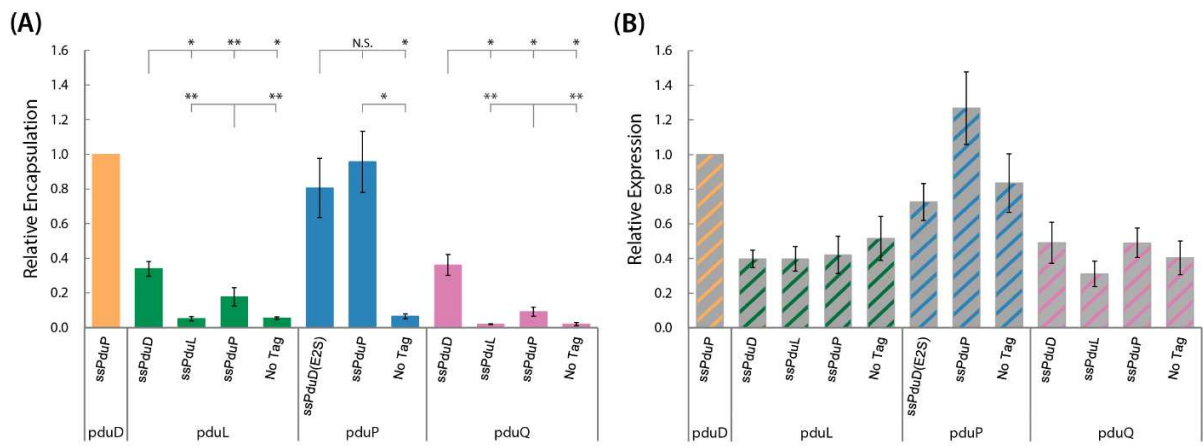 (A)
Relative Encapsulation
1.6
1.4
1.2
1.0
0.8
0.6
0.4
0.2
0.0
* ** *
** **
N.S. *
*
* * *
** **
ssPduP
ssPduD
ssPduL
ssPduP
No Tag
ssPduD(E2S)
ssPduP
No Tag
ssPduD
ssPduL
ssPduP
No Tag
pduD pduL pduP pduQ
(B)
Relative Expression
1.6
1.4
1.2
1.0
0.8
0.6
0.4
0.2
0.0
ssPduP
ssPduD
ssPduL
ssPduP
No Tag
ssPduD(E2S)
ssPduP
No Tag
ssPduD
ssPduL
ssPduP
No Tag
pduD pduL pduP pduQ